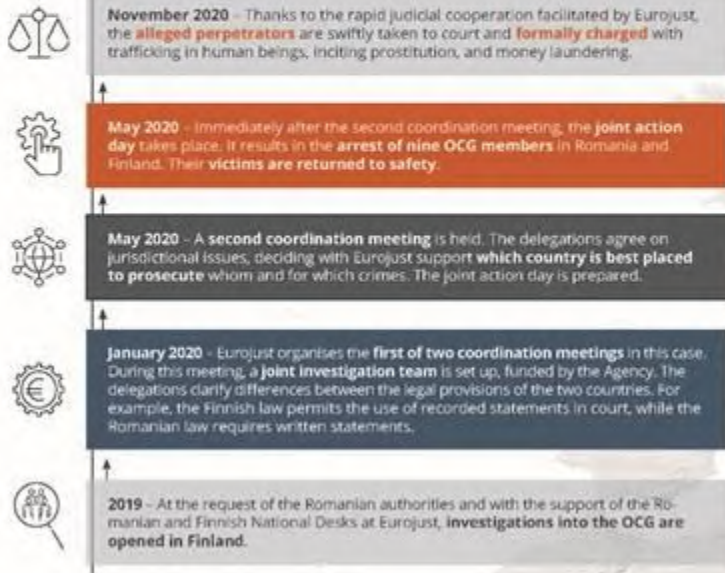 November 2020 – Thanks to the rapid judicial cooperation facilitated by Eurojust,
the alleged perpetrators are swiftly taken to court and formally charged with
trafficking in human beings, inciting prostitution, and money laundering.
May 2020 – Immediately after the second coordination meeting, the joint action
day takes place. It results in the arrest of nine OCG members in Romania and
Finland. Their victims are returned to safety.
May 2020 – A second coordination meeting is held. The delegations agree on
jurisdictional issues, deciding with Eurojust support which country is best placed
to prosecute whom and for which crimes. The joint action day is prepared.
January 2020 – Eurojust organises the first of two coordination meetings in this case.
During this meeting, a joint investigation team is set up, funded by the Agency. The
delegations clarify differences between the legal provisions of the two countries. For
example, the Finnish law permits the use of recorded statements in court, while the
Romanian law requires written statements.
€
2019 – At the request of the Romanian authorities and with the support of the Ro-
manian and Finnish National Desks at Eurojust, investigations into the OCG are
opened in Finland.